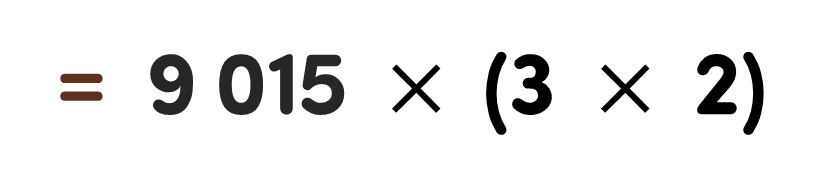 = 9 015 × (3 × 2)